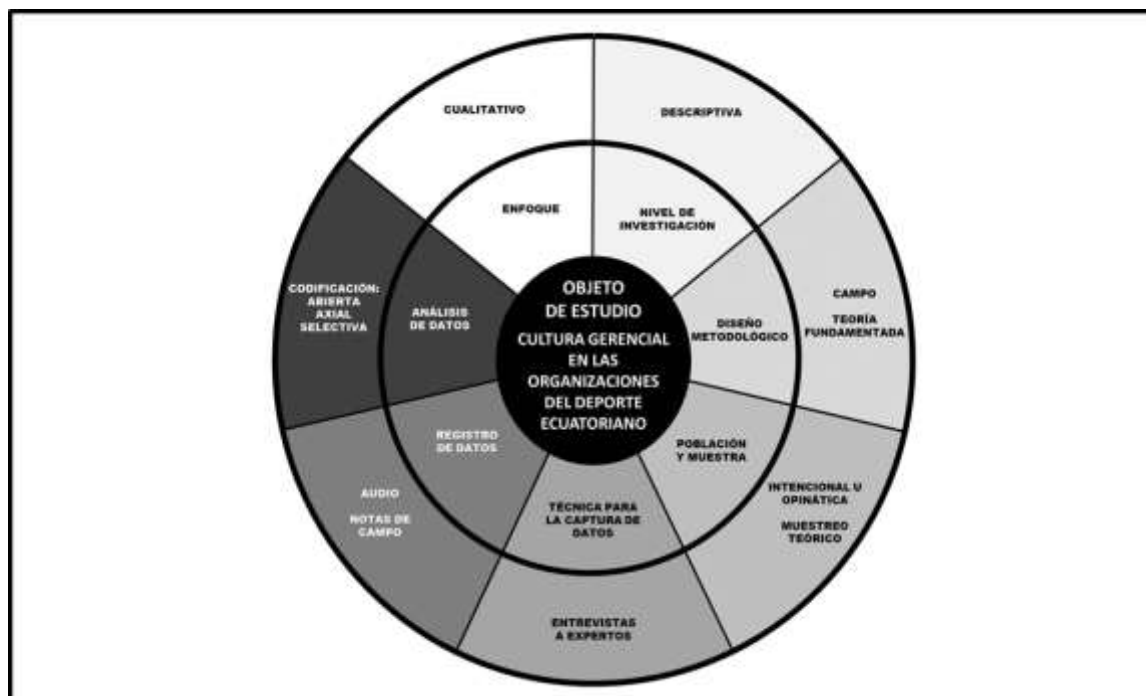 CUALITATIVO
DESCRIPTIVA
ENFOQUE
NIVEL DE
INVESTIGACIÓN
OBJETO
DE ESTUDIO
CULTURA GERENCIAL
EN LAS
ORGANIZACIONES
DEL DEPORTE
ECUATORIANO
CAMPO
TEORÍA
FUNDAMENTADA
DISEÑO
METODOLÓGICO
POBLACIÓN
Y MUESTRA
INTENCIONAL U
OPINÁTICA
MUESTREO
TEÓRICO
TÉCNICA PARA
LA CAPTURA DE
DATOS
ENTREVISTAS
A EXPERTOS
REGISTRO
DE DATOS
AUDIO
NOTAS DE
CAMPO
ANÁLISIS
DE DATOS
CODIFICACIÓN:
ABIERTA
AXIAL
SELECTIVA